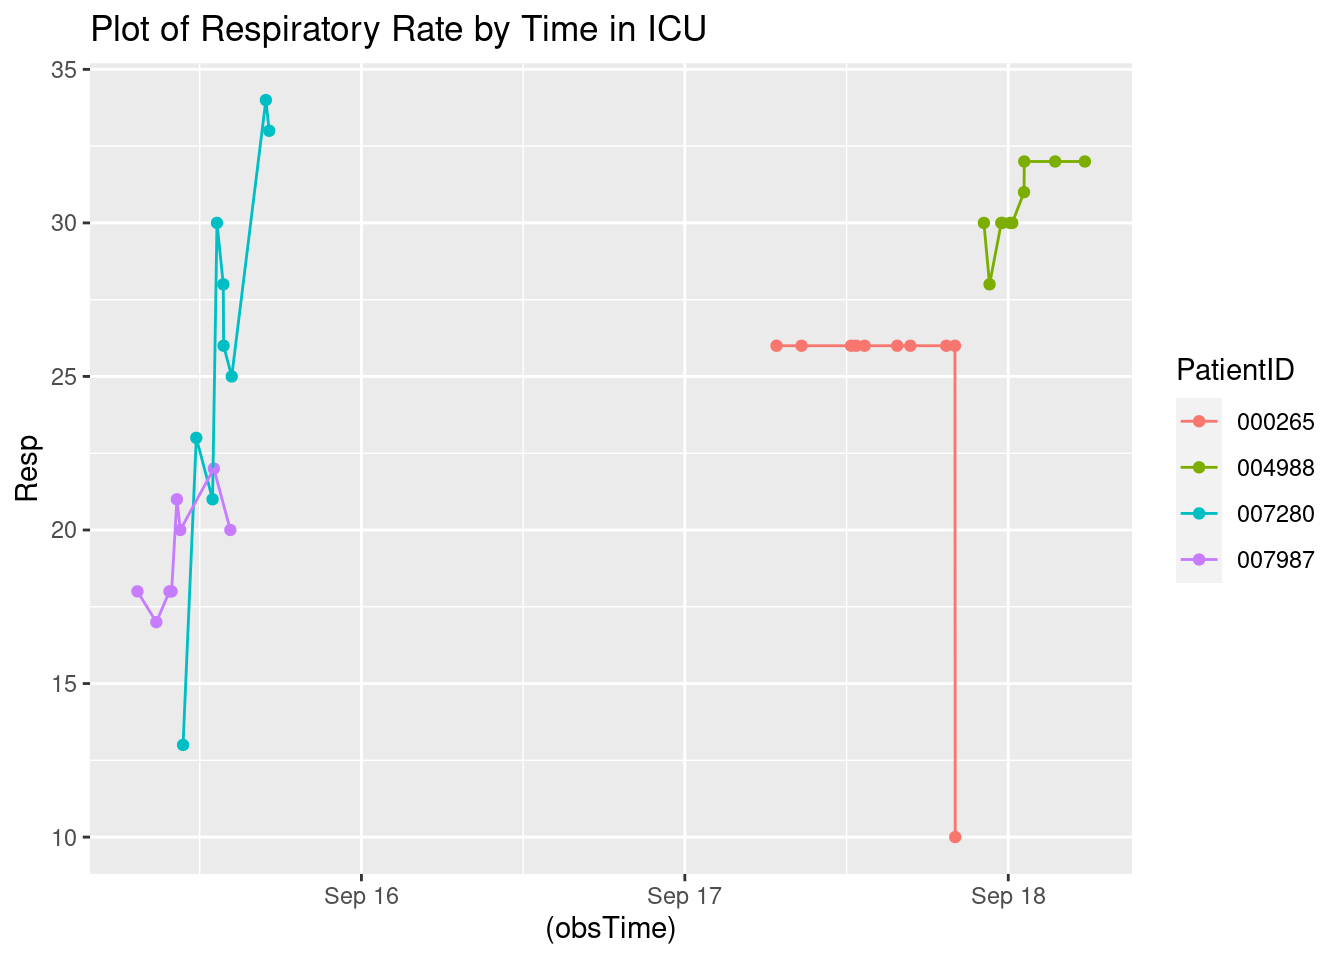 Plot of Respiratory Rate by Time in ICU
Resp
35
30
25
20
15
10
Sep 16
Sep 17
Sep 18
(obsTime)
PatientID
000265
004988
007280
007987